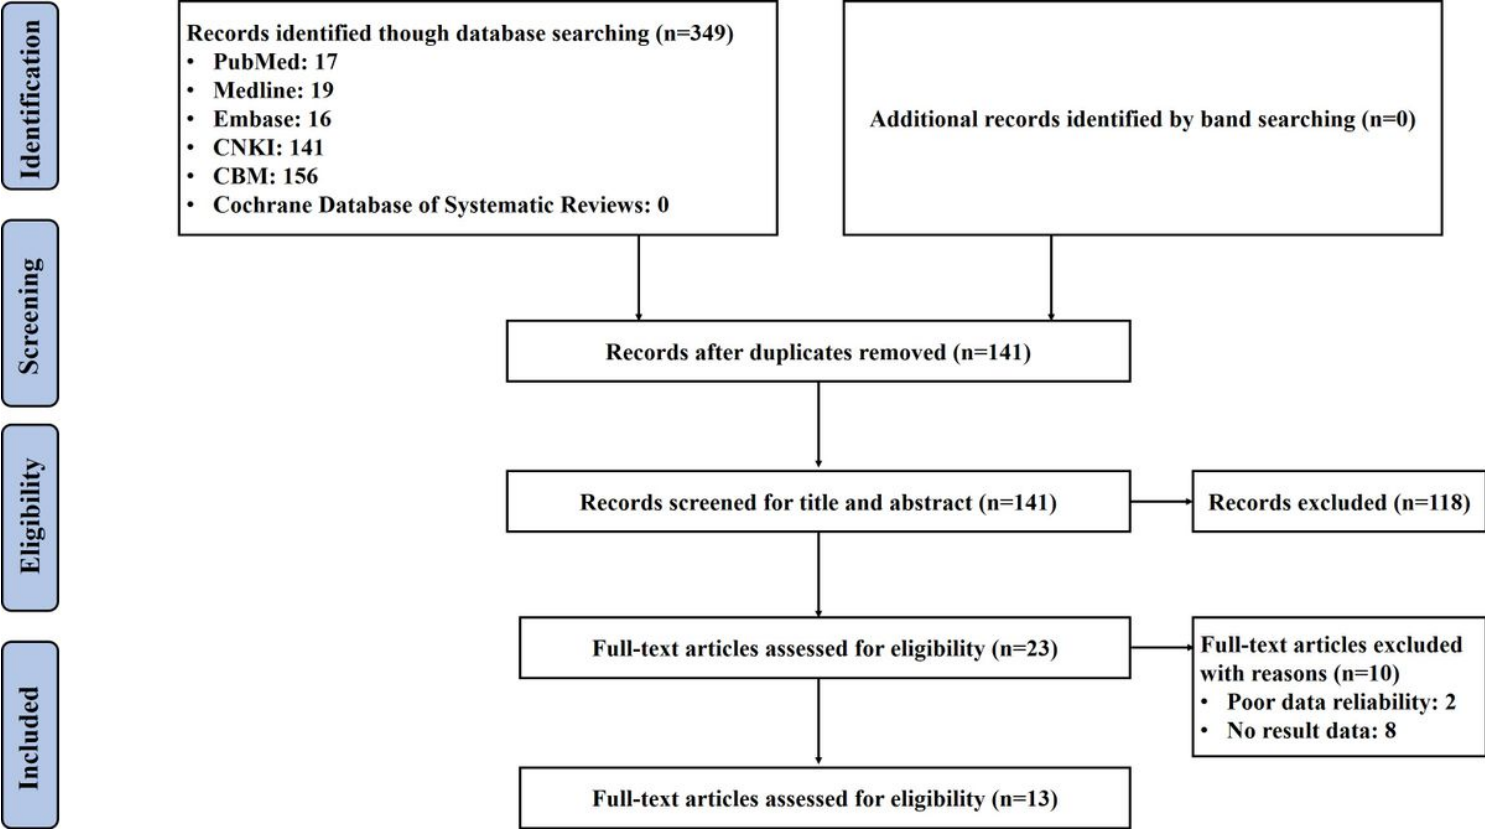 Identification
Records identified though database searching (n=349)
• PubMed: 17
• Medline: 19
• Embase: 16
• CNKI: 141
• CBM: 156
• Cochrane Database of Systematic Reviews: 0
Additional records identified by band searching (n=0)
Screening
Records after duplicates removed (n=141)
Eligibility
Records screened for title and abstract (n=141)
Records excluded (n=118)
Full-text articles assessed for eligibility (n=23)
Full-text articles excluded
with reasons (n=10)
• Poor data reliability: 2
• No result data: 8
Included
Full-text articles assessed for eligibility (n=13)